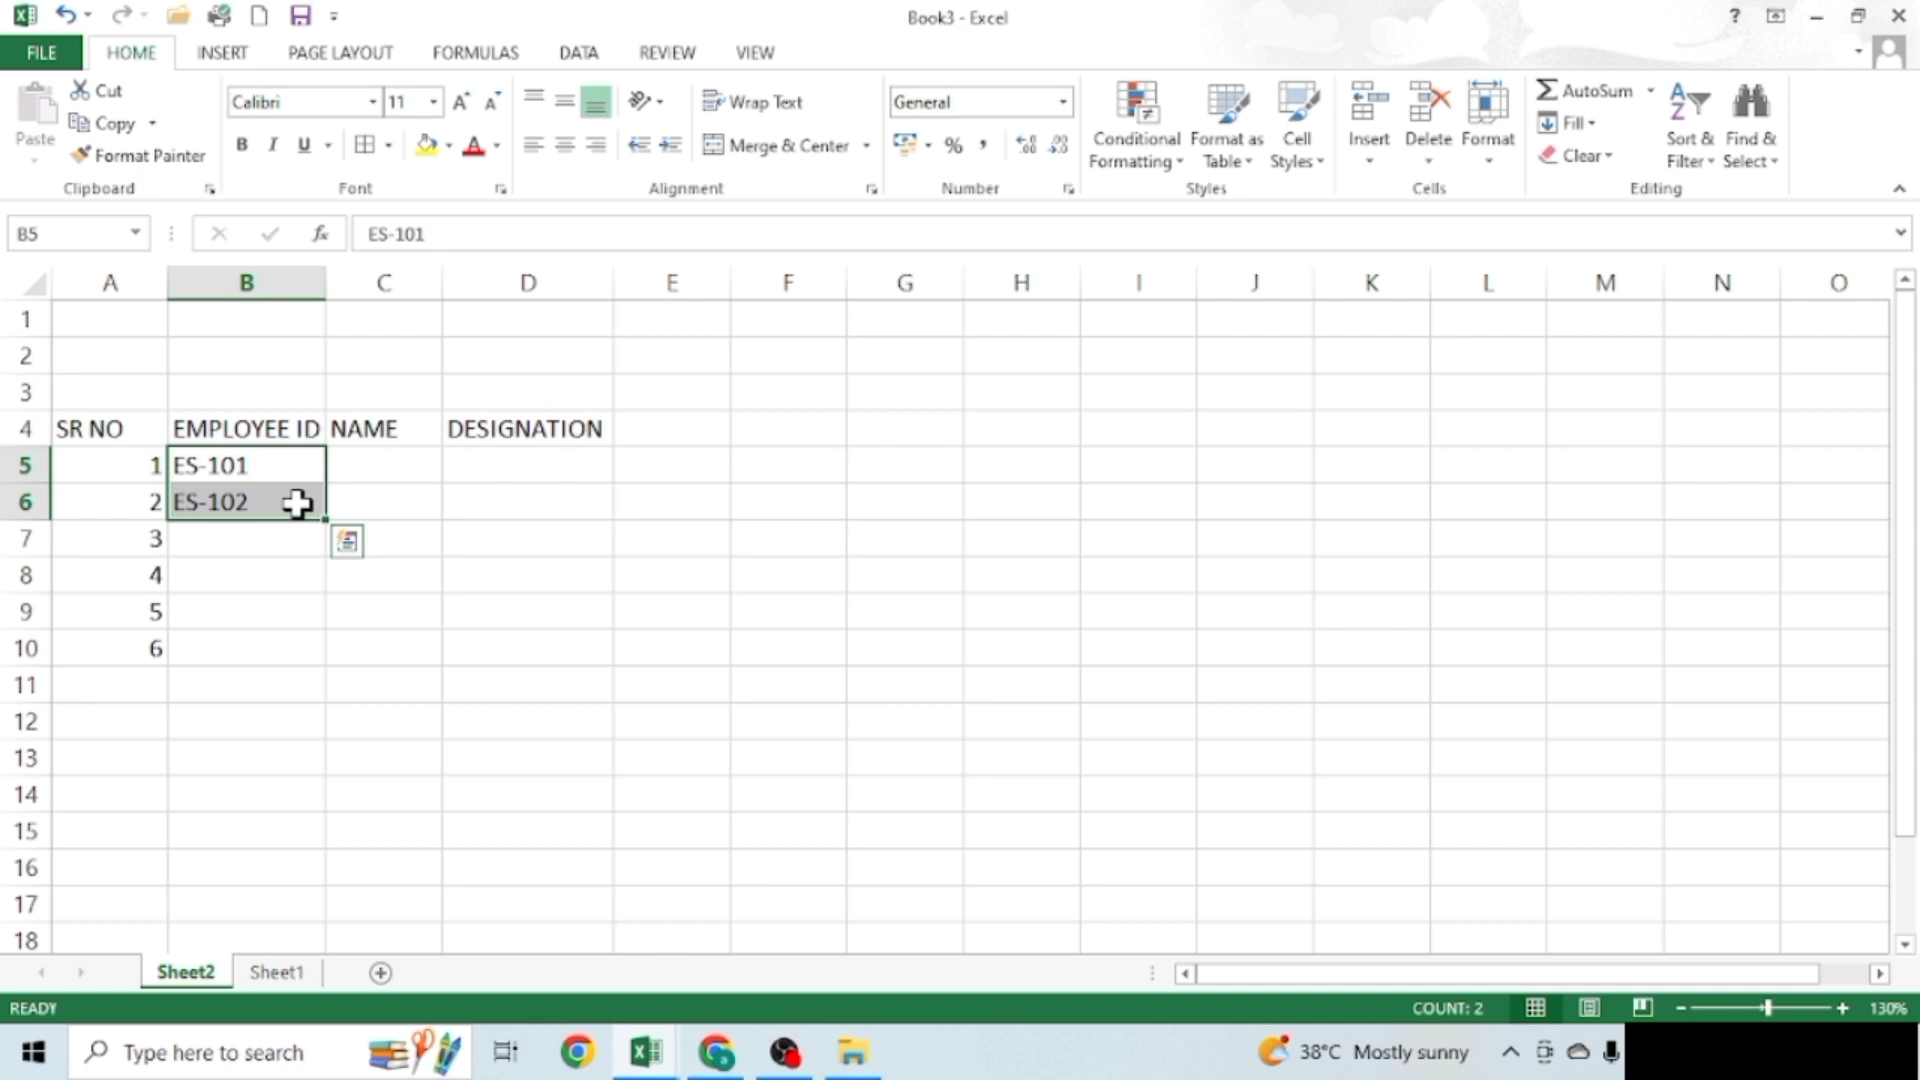 Book3 - Excel
?
FILE HOME INSERT PAGE LAYOUT FORMULAS DATA REVIEW VIEW
Paste
Cut
Copy
Format Painter
Clipboard
Calibri 11
B I U
Font
Wrap Text
Merge & Center
Alignment
General
% ,
Number
Conditional Formatting
Format as Table
Cell Styles
Styles
Insert
Delete
Format
Cells
AutoSum
Fill
Clear
Sort & Filter
Find & Select
Editing
B5 fx ES-101
A B C D E F G H I J K L M N O
1
2
3
4 SR NO EMPLOYEE ID NAME DESIGNATION
5 1 ES-101
6 2 ES-102
7 3
8 4
9 5
10 6
11
12
13
14
15
16
17
18
Sheet2 Sheet1
READY COUNT: 2 130%
Type here to search 38°C Mostly sunny